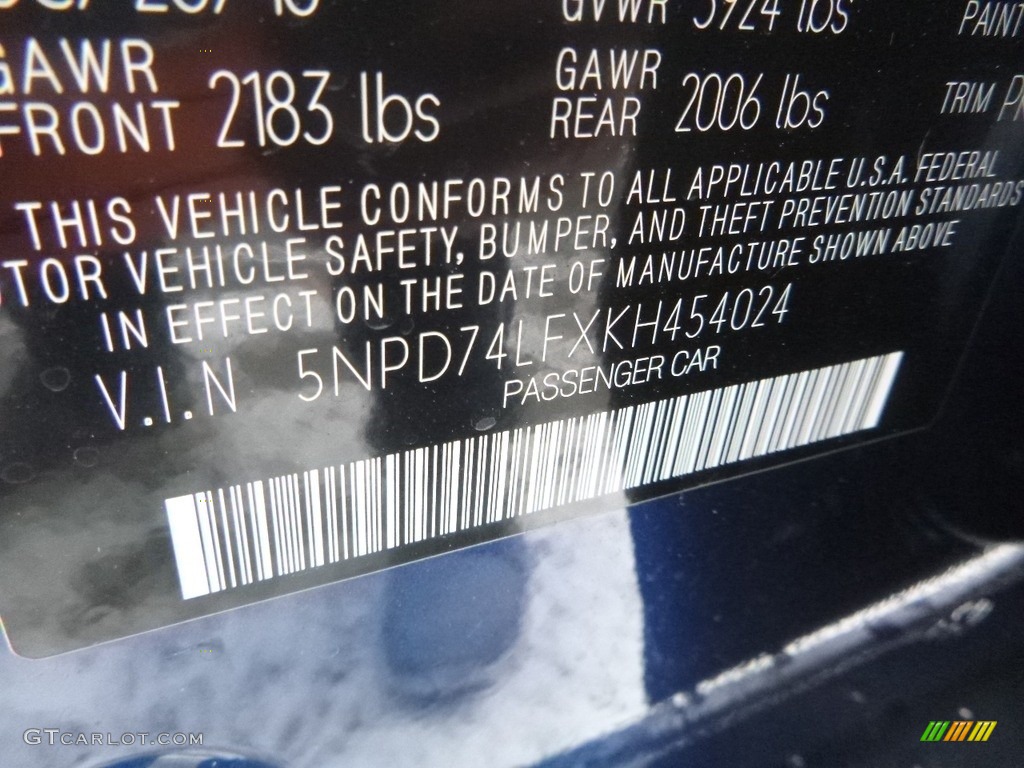 GVWR 3924 lbs PAINT
GAWR FRONT 2183 lbs GAWR REAR 2006 lbs TRIM
THIS VEHICLE CONFORMS TO ALL APPLICABLE U.S.A. FEDERAL
TOR VEHICLE SAFETY, BUMPER, AND THEFT PREVENTION STANDARDS
IN EFFECT ON THE DATE OF MANUFACTURE SHOWN ABOVE
V.I.N 5NPD74LFXKH454024
PASSENGER CAR
GTCARLOT.COM